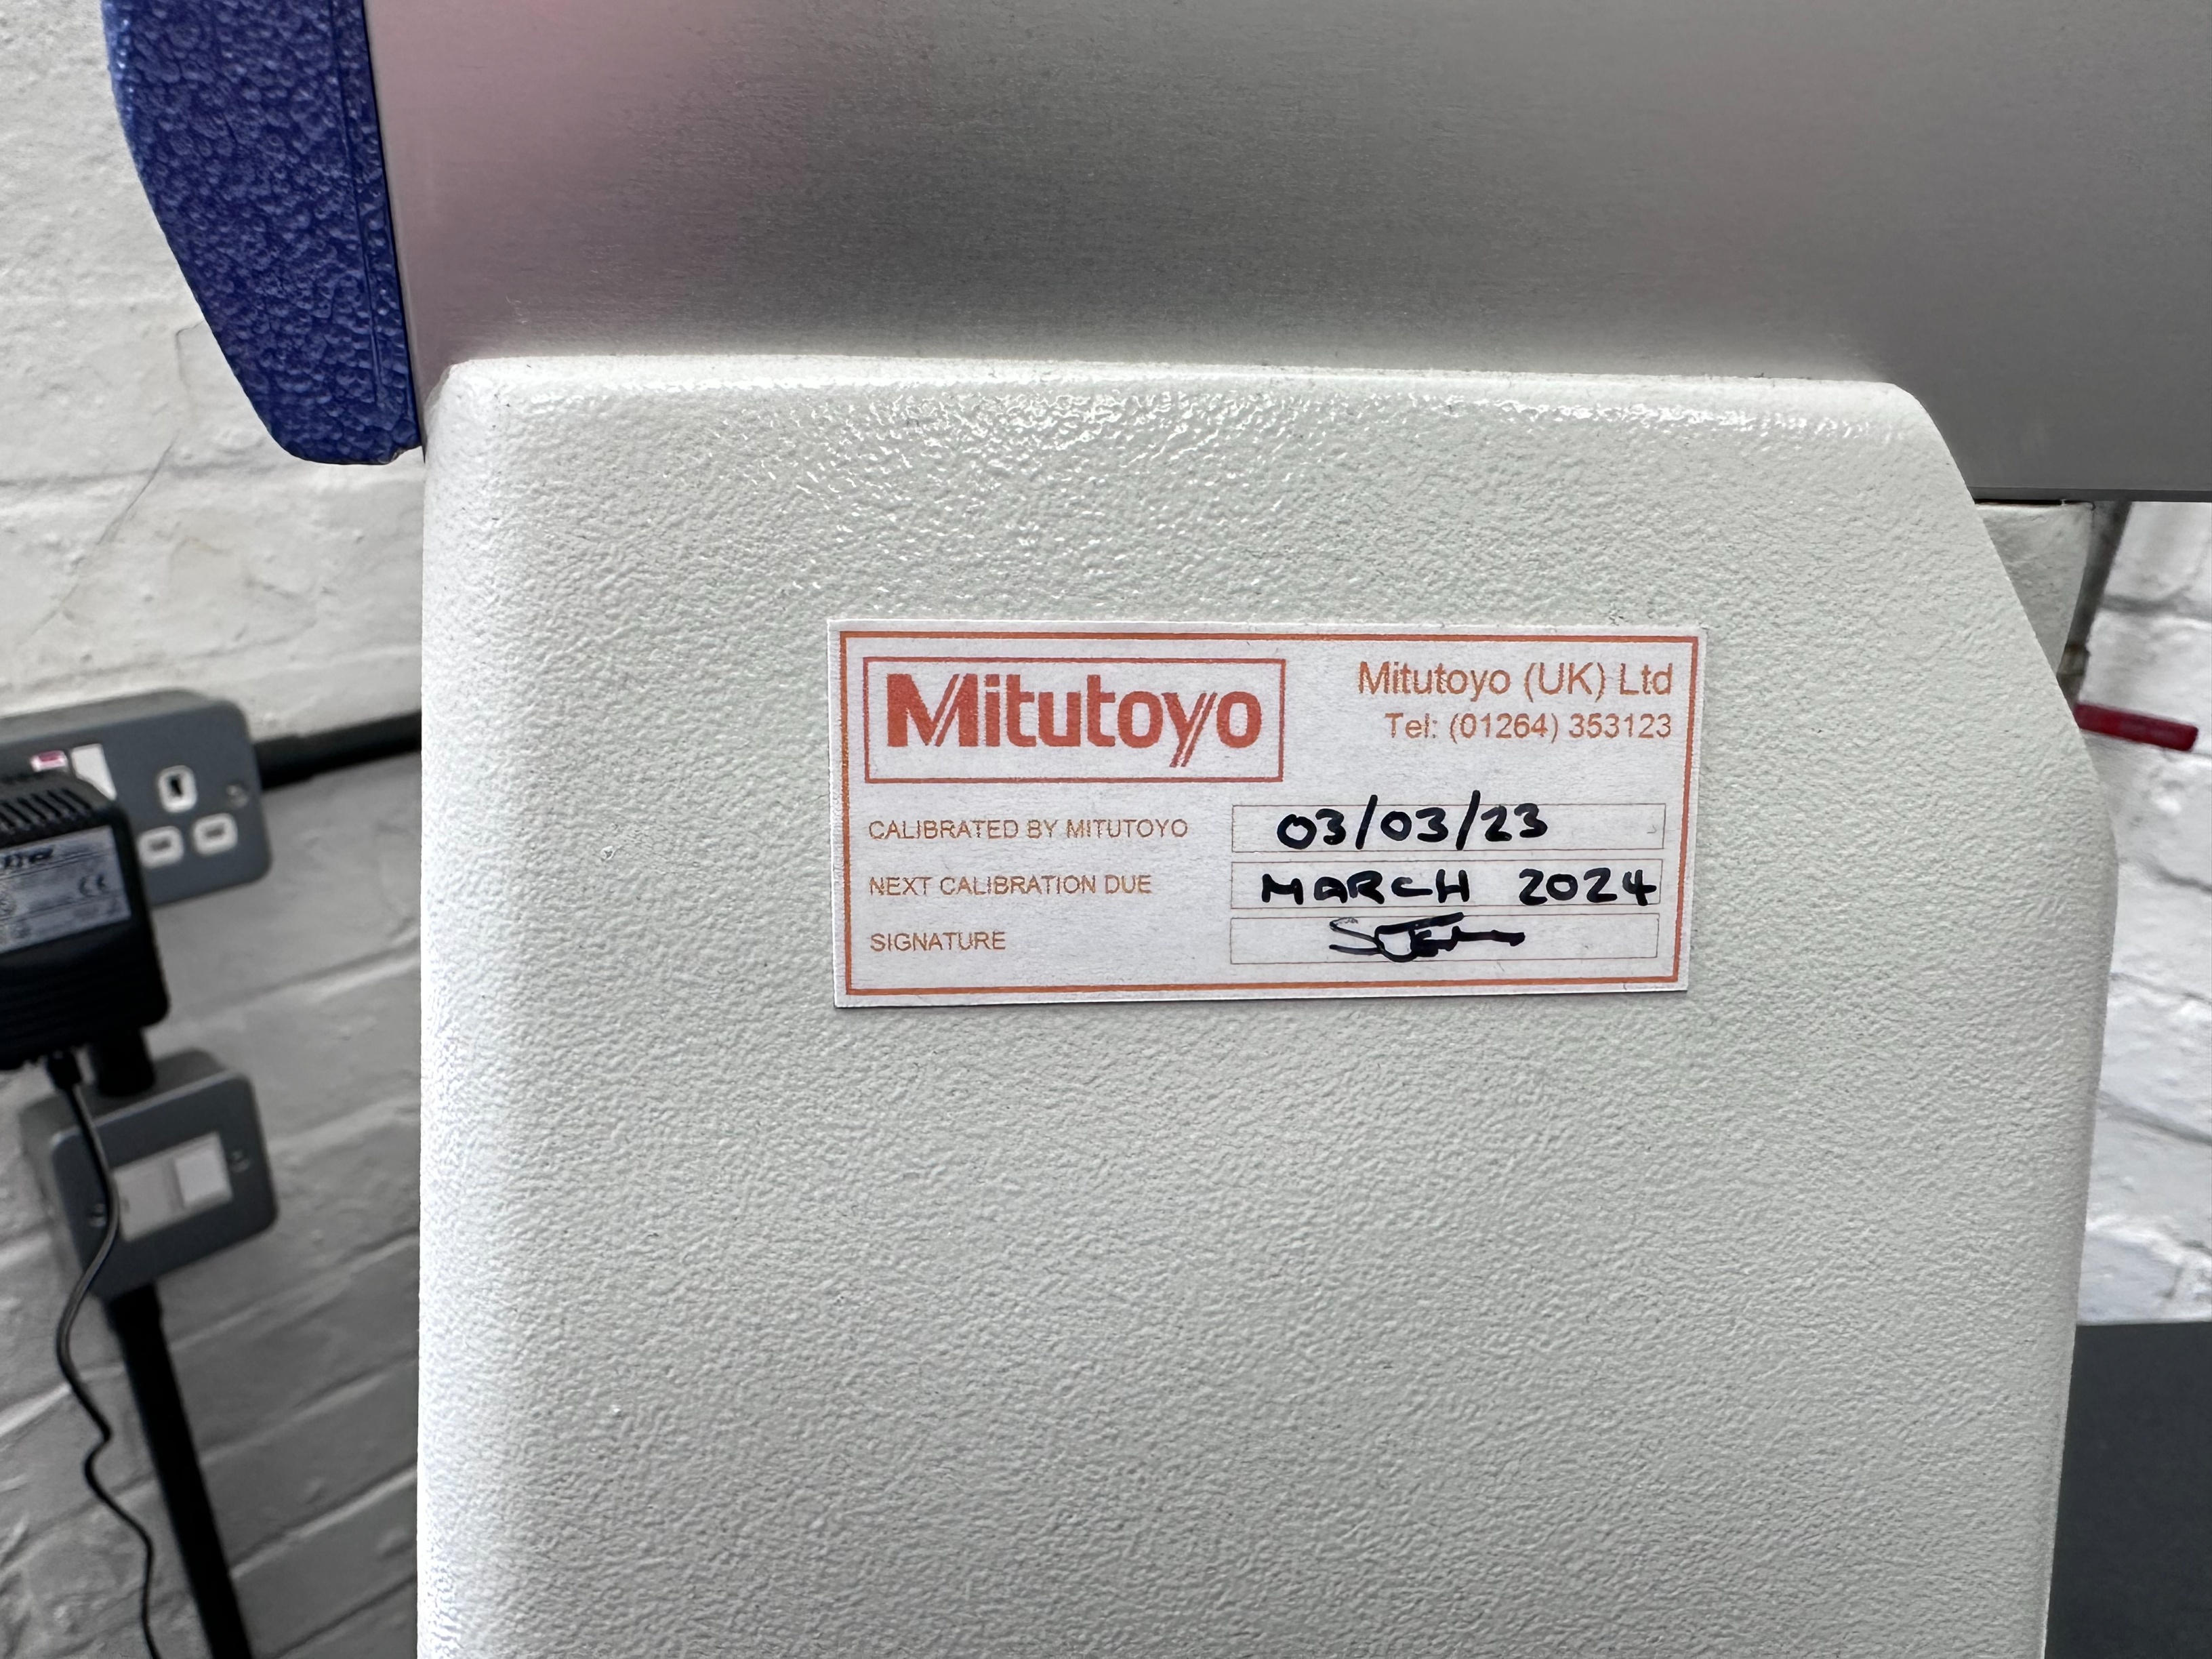 Mitutoyo
Mitutoyo (UK) Ltd
Tel: (01264) 353123
CALIBRATED BY MITUTOYO 03/03/23
NEXT CALIBRATION DUE MARCH 2024
SIGNATURE
CE